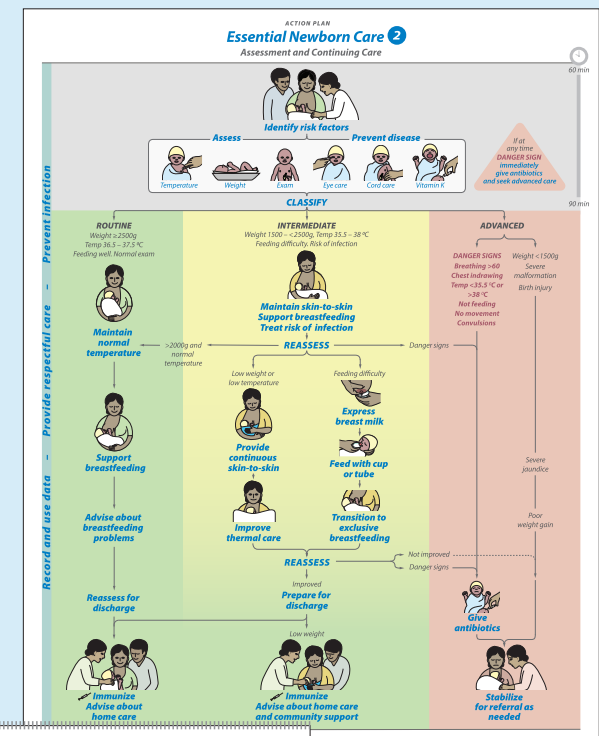 ACTION PLAN
Essential Newborn Care 2
Assessment and Continuing Care
60 min
Identify risk factors
Assess
Prevent disease
Temperature
Weight
Exam
Eye care
Cord care
Vitamin K
If at
any time
DANGER SIGN
immediately
give antibiotics
and seek advanced care
CLASSIFY
90 min
Prevent infection
–
Provide respectful care
–
Record and use data
ROUTINE
Weight ≥2500g
Temp 36.5 – 37.5 ºC
Feeding well. Normal exam
Maintain
normal
temperature
Support
breastfeeding
Advise about
breastfeeding
problems
Reassess for
discharge
Immunize
Advise about
home care
INTERMEDIATE
Weight 1500 – <2500g, Temp 35.5 – 38 ºC
Feeding difficulty. Risk of infection
Maintain skin-to-skin
Support breastfeeding
Treat risk of infection
REASSESS
>2000g and
normal
temperature
Danger signs
Low weight or
low temperature
Provide
continuous
skin-to-skin
Improve
thermal care
Feeding difficulty
Express
breast milk
Feed with cup
or tube
Transition to
exclusive
breastfeeding
REASSESS
Not improved
Danger signs
Improved
Prepare for
discharge
Low weight
Immunize
Advise about home care
and community support
ADVANCED
DANGER SIGNS
Breathing >60
Chest indrawing
Temp <35.5 ºC or
>38 ºC
Not feeding
No movement
Convulsions
Weight <1500g
Severe
malformation
Birth injury
Severe
jaundice
Poor
weight gain
Give
antibiotics
Stabilize
for referral as
needed